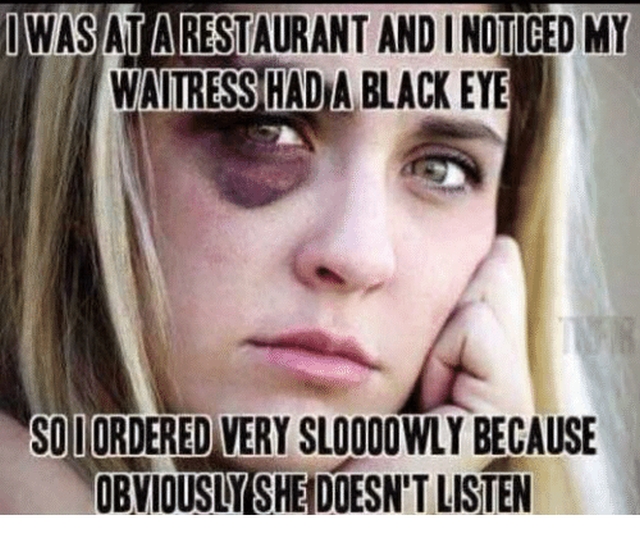 I WAS AT A RESTAURANT AND I NOTICED MY
WAITRESS HAD A BLACK EYE
SO I ORDERED VERY SLOOOOWLY BECAUSE
OBVIOUSLY SHE DOESN'T LISTEN